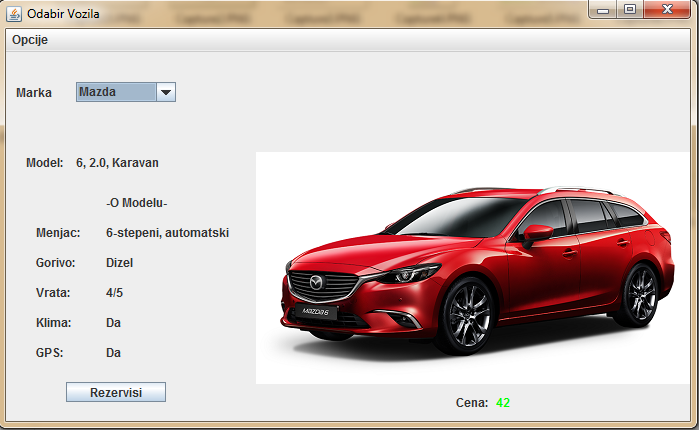 Odabir Vozila
Opcije
Marka Mazda
Model: 6, 2.0, Karavan
-O Modelu-
Menjac: 6-stepeni, automatski
Gorivo: Dizel
Vrata: 4/5
Klima: Da
GPS: Da
Rezervisi
MAZDA6
Cena: 42